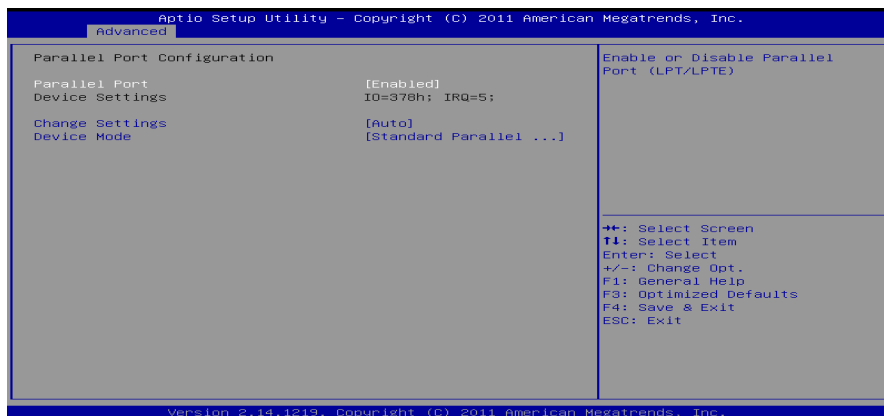 Aptio Setup Utility – Copyright (C) 2011 American Megatrends, Inc.
Advanced
Parallel Port Configuration
Parallel Port [Enabled]
Device Settings IO=378h; IRQ=5;
Change Settings [Auto]
Device Mode [Standard Parallel ...]
Enable or Disable Parallel
Port (LPT/LPTE)
→←: Select Screen
↑↓: Select Item
Enter: Select
+/-: Change Opt.
F1: General Help
F3: Optimized Defaults
F4: Save & Exit
ESC: Exit
Version 2.14.1219. Copyright (C) 2011 American Megatrends, Inc.